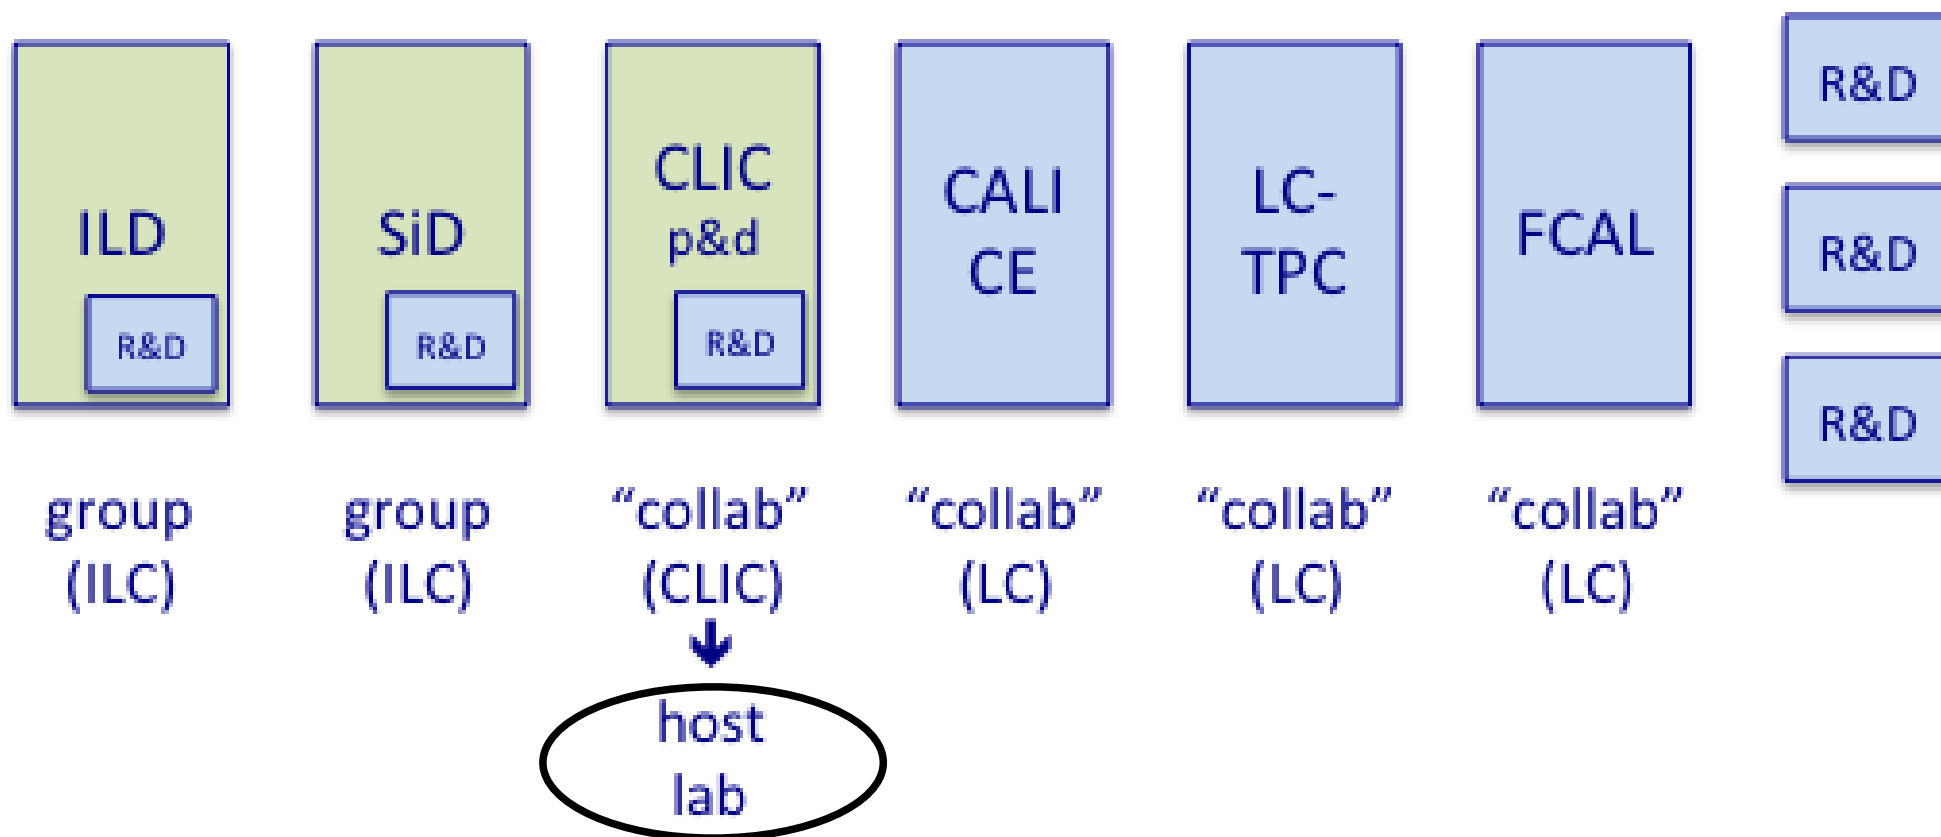 ILD
R&D
group
(ILC)
SiD
R&D
group
(ILC)
CLIC
p&d
R&D
“collab”
(CLIC)
host
lab
CALI
CE
“collab”
(LC)
LC-
TPC
“collab”
(LC)
FCAL
“collab”
(LC)
R&D
R&D
R&D